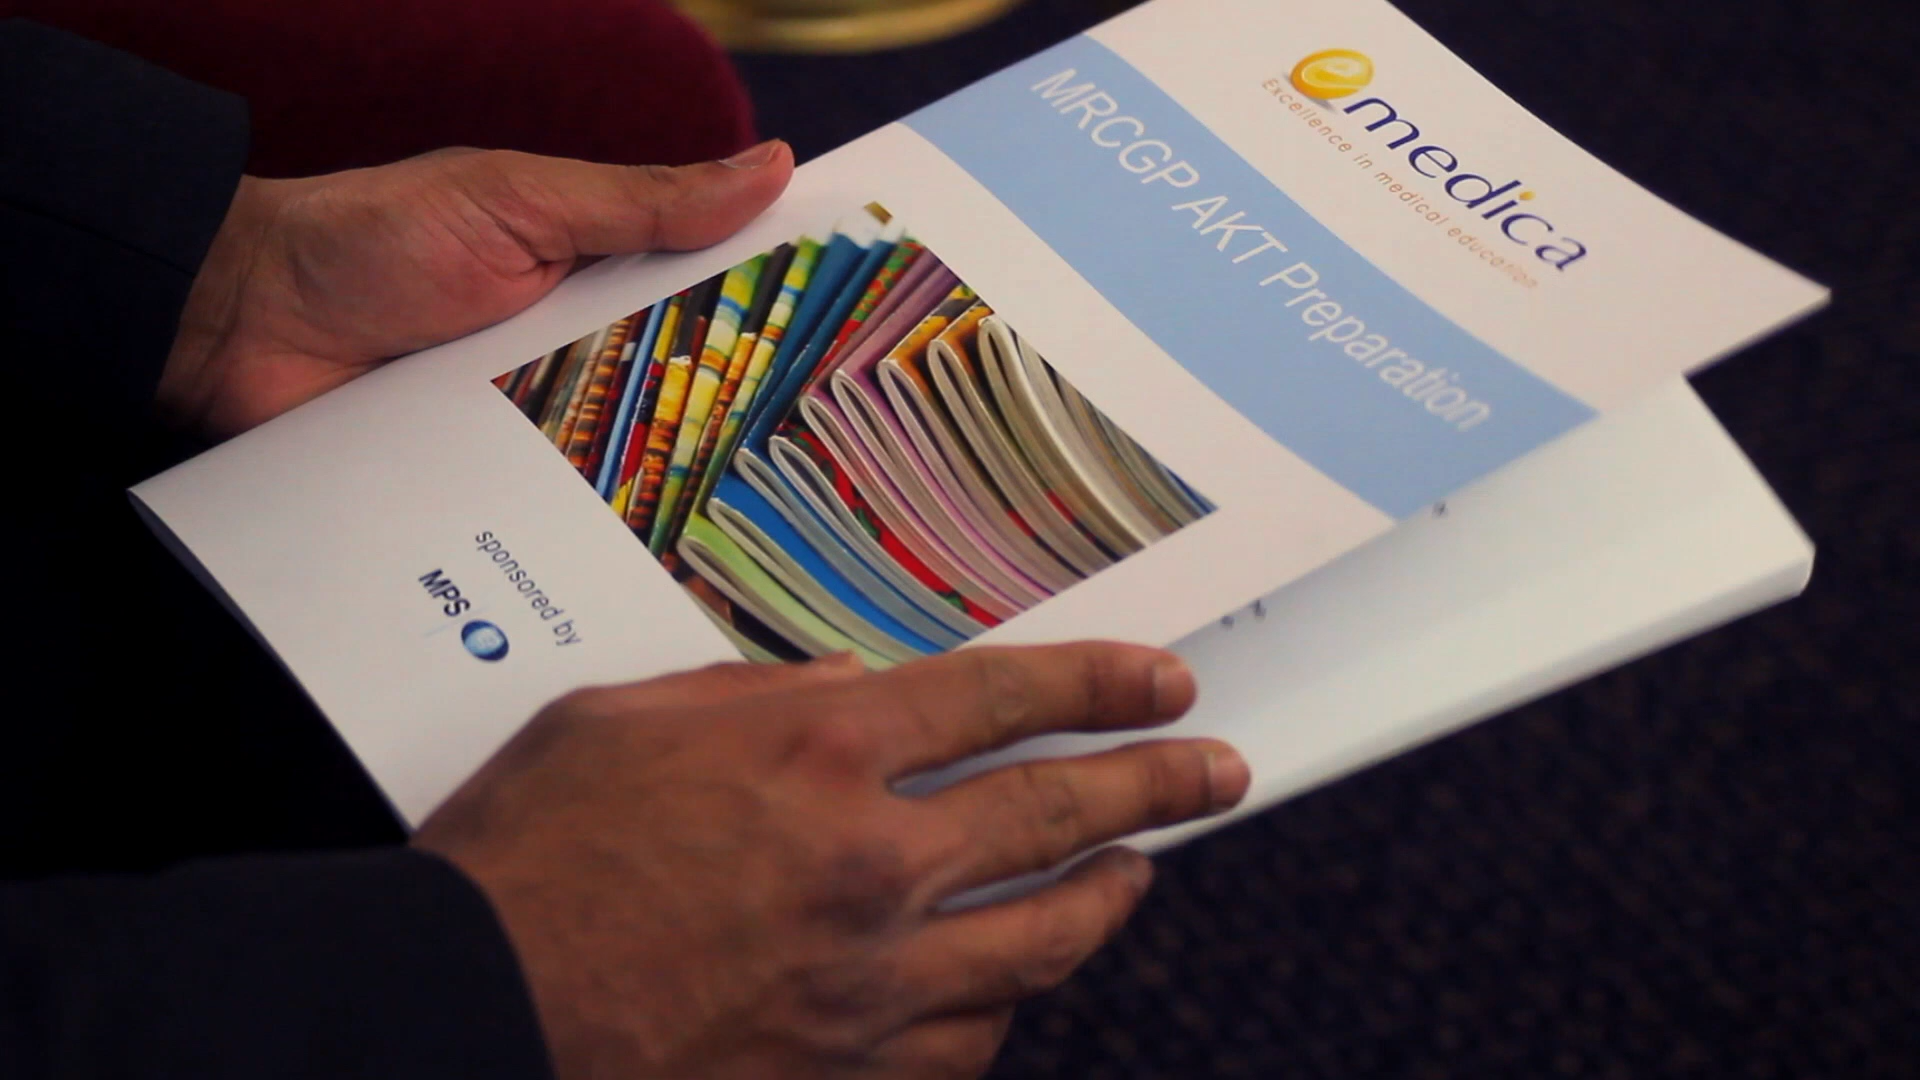 emedica
Excellence in medical education
MRCGP AKT Preparation
sponsored by
MPS